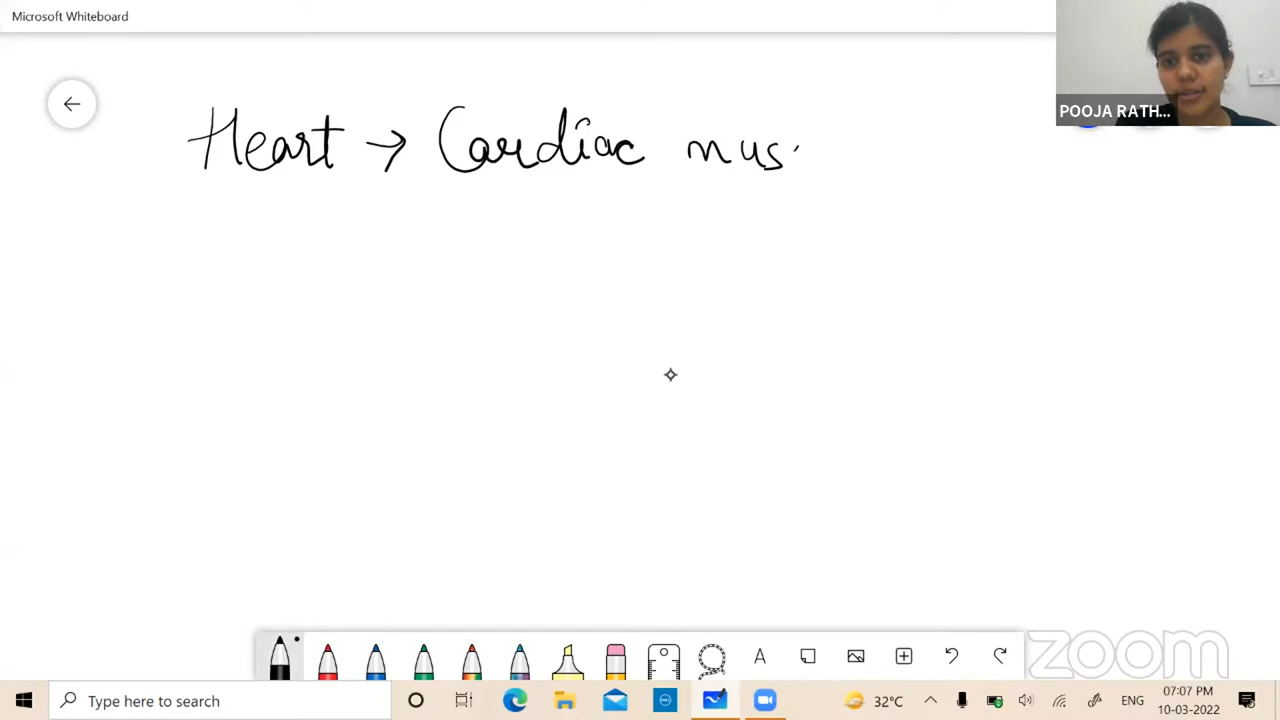 Microsoft Whiteboard
POOJA RATH...
Heart → Cardiac mus
zoom
Type here to search
32°C
ENG
07:07 PM
10-03-2022